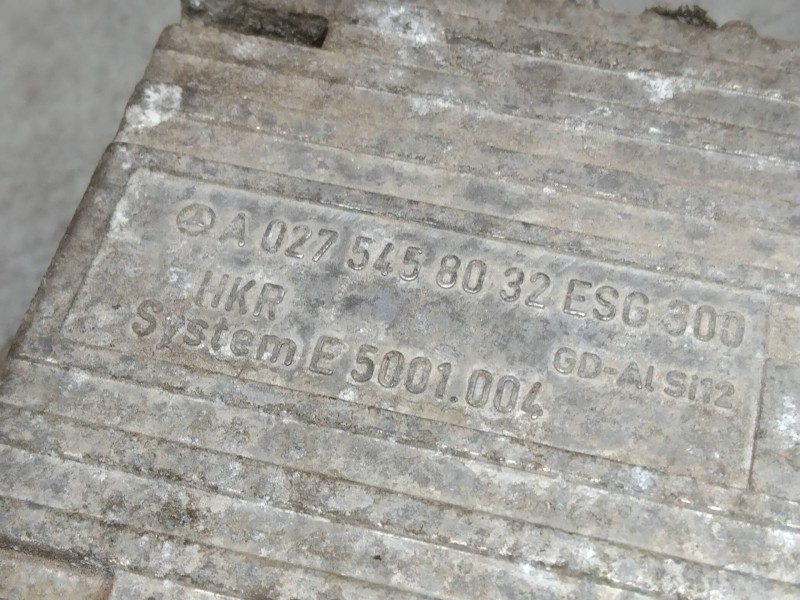 A 027 545 80 32 ESG 300
HKR
System E 5001.004 GD-AlSi12